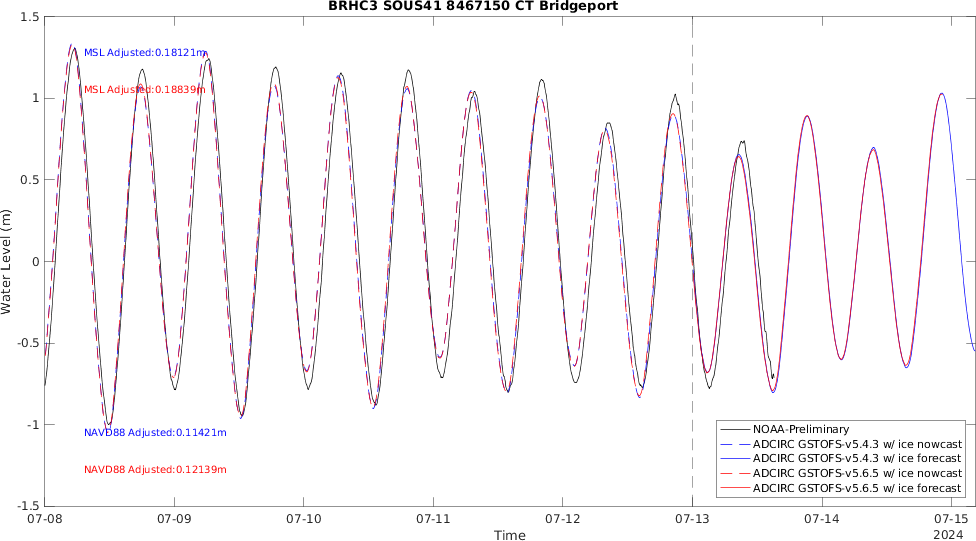 BRHC3 SOUS41 8467150 CT Bridgeport
1.5
1
0.5
0
-0.5
-1
-1.5
Water Level (m)
MSL Adjusted:0.18121m
MSL Adjusted:0.18839m
NAVD88 Adjusted:0.11421m
NAVD88 Adjusted:0.12139m
NOAA-Preliminary
ADCIRC GSTOFS-v5.4.3 w/ ice nowcast
ADCIRC GSTOFS-v5.4.3 w/ ice forecast
ADCIRC GSTOFS-v5.6.5 w/ ice nowcast
ADCIRC GSTOFS-v5.6.5 w/ ice forecast
07-08 07-09 07-10 07-11 07-12 07-13 07-14 07-15
Time
2024